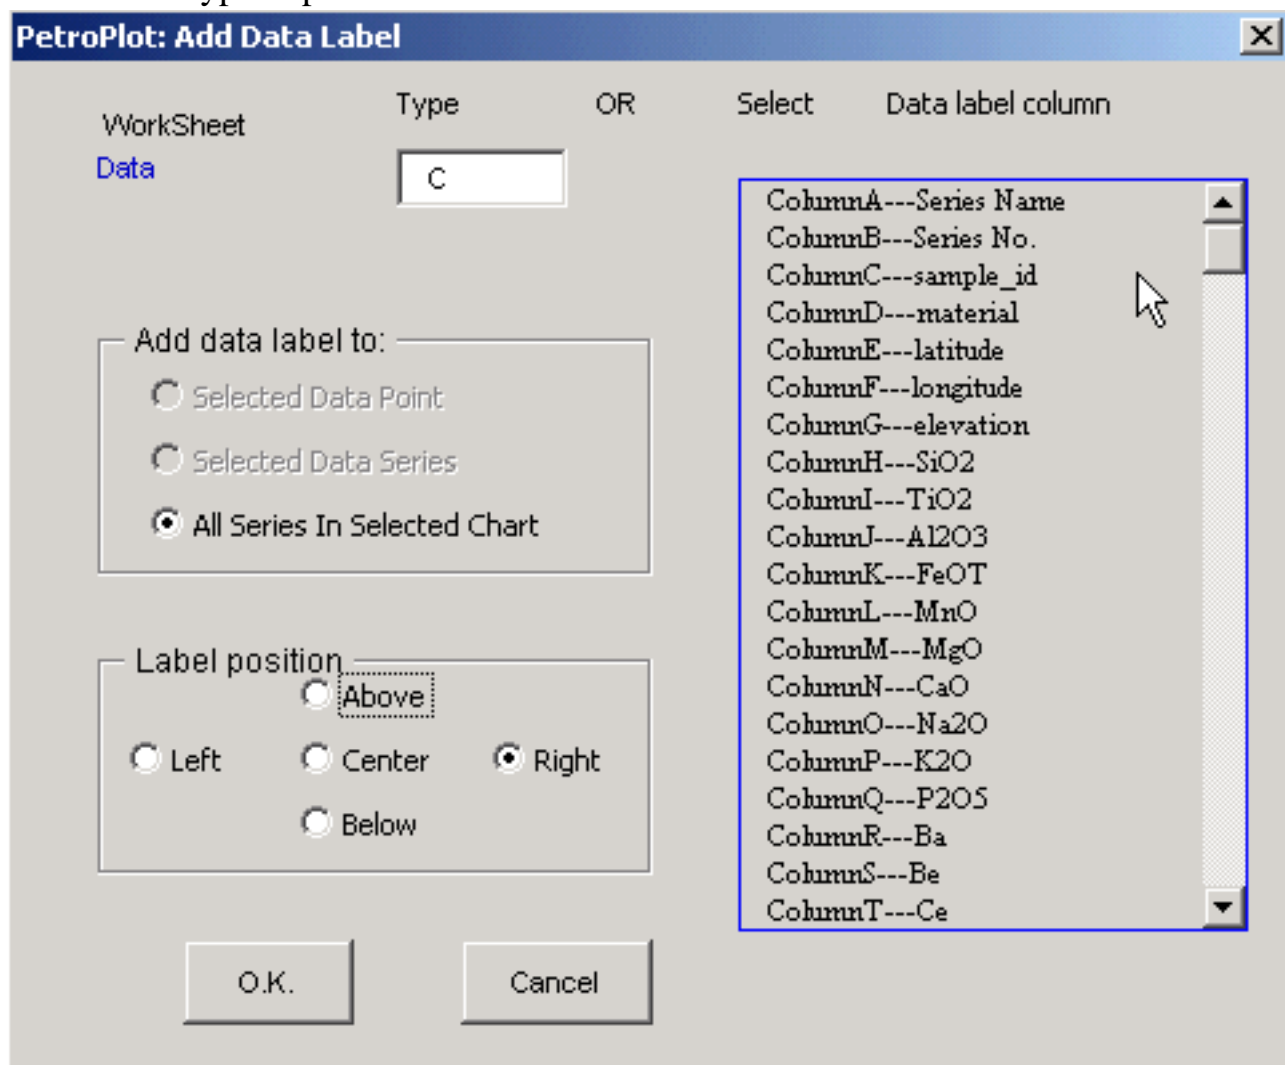 PetroPlot: Add Data Label
Type OR Select Data label column
WorkSheet
Data
C
Add data label to:
Selected Data Point
Selected Data Series
All Series In Selected Chart
Label position
Above
Left Center Right
Below
O.K. Cancel
ColumnA---Series Name
ColumnB---Series No.
ColumnC---sample_id
ColumnD---material
ColumnE---latitude
ColumnF---longitude
ColumnG---elevation
ColumnH---SiO2
ColumnI---TiO2
ColumnJ---Al2O3
ColumnK---FeOT
ColumnL---MnO
ColumnM---MgO
ColumnN---CaO
ColumnO---Na2O
ColumnP---K2O
ColumnQ---P2O5
ColumnR---Ba
ColumnS---Be
ColumnT---Ce